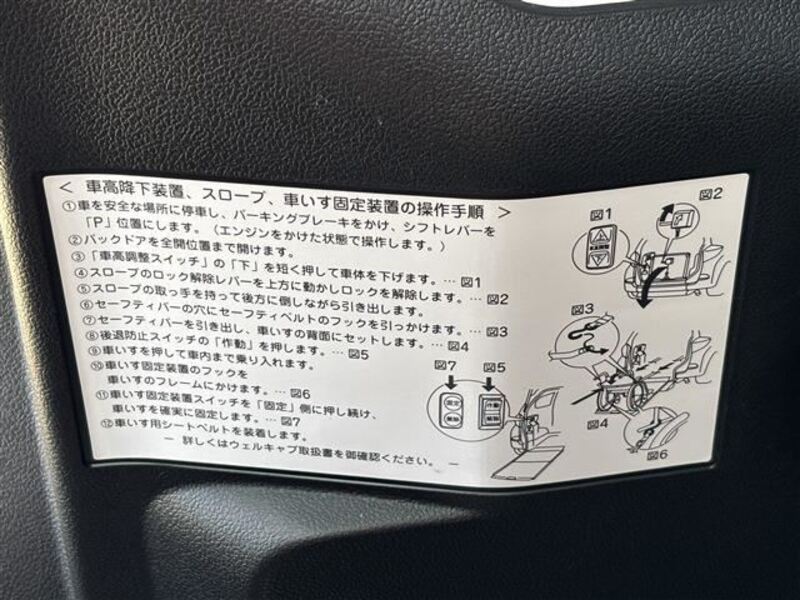 < 車高降下装置、スロープ、車いす固定装置の操作手順 >
①車を安全な場所に停車し、パーキングブレーキをかけ、シフトレバーを
「P」位置にします。(エンジンをかけた状態で操作します。)
②バックドアを全開位置まで開けます。
③「車高調整スイッチ」の「下」を短く押して車体を下げます。… 図1
④スロープのロック解除レバーを上方に動かしロックを解除します。… 図2
⑤スロープの取っ手を持って後方に倒しながら引き出します。
⑥セーフティバーの穴にセーフティベルトのフックを引っかけます。… 図3
⑦セーフティバーを引き出し、車いすの背面にセットします。… 図4
⑧後退防止スイッチの「作動」を押します。… 図5
⑨車いすを押して車内まで乗り入れます。
⑩車いす固定装置のフックを
車いすのフレームにかけます。… 図6
⑪車いす固定装置スイッチを「固定」側に押し続け、
車いすを確実に固定します。… 図7
⑫車いす用シートベルトを装着します。
― 詳しくはウェルキャブ取扱書を御確認ください。 ―
図1
図2
図3
図4
図5
図6
図7
固定
作動